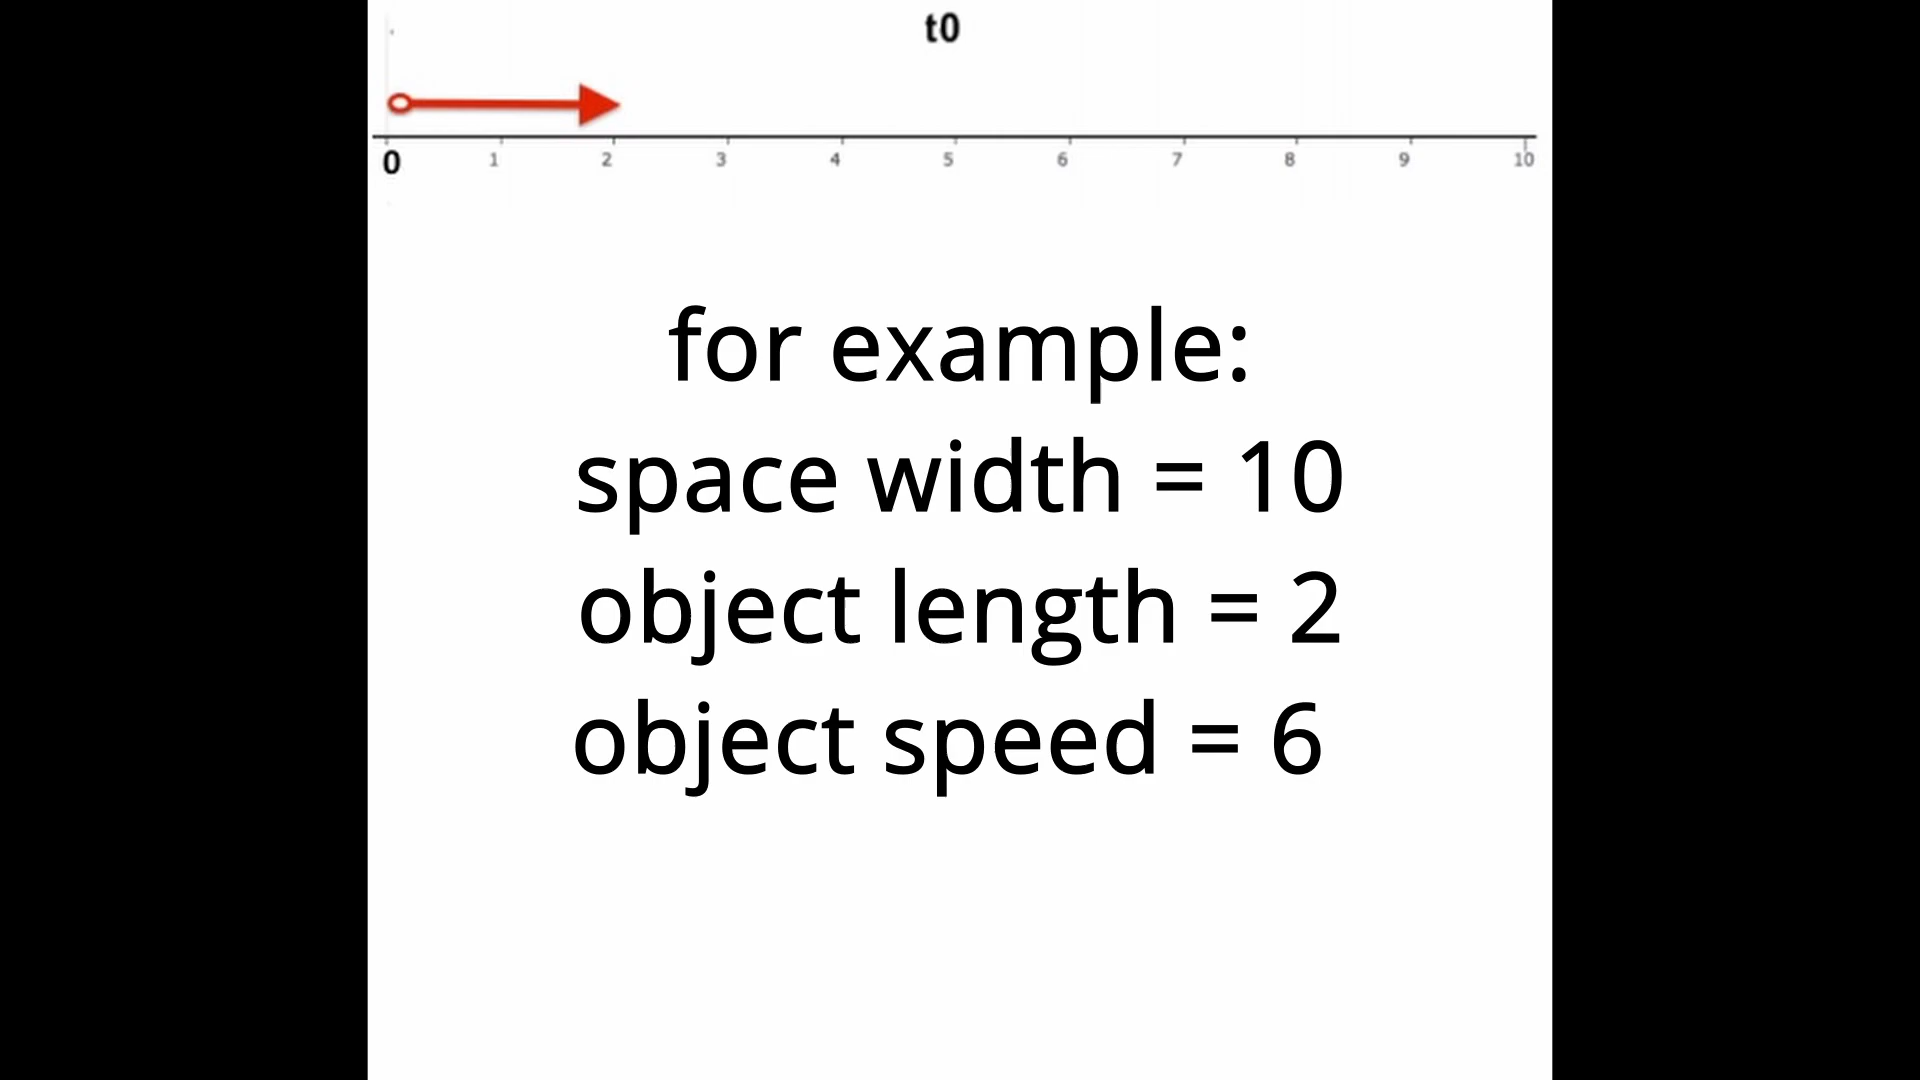 t0
0 1 2 3 4 5 6 7 8 9 10
for example:
space width = 10
object length = 2
object speed = 6